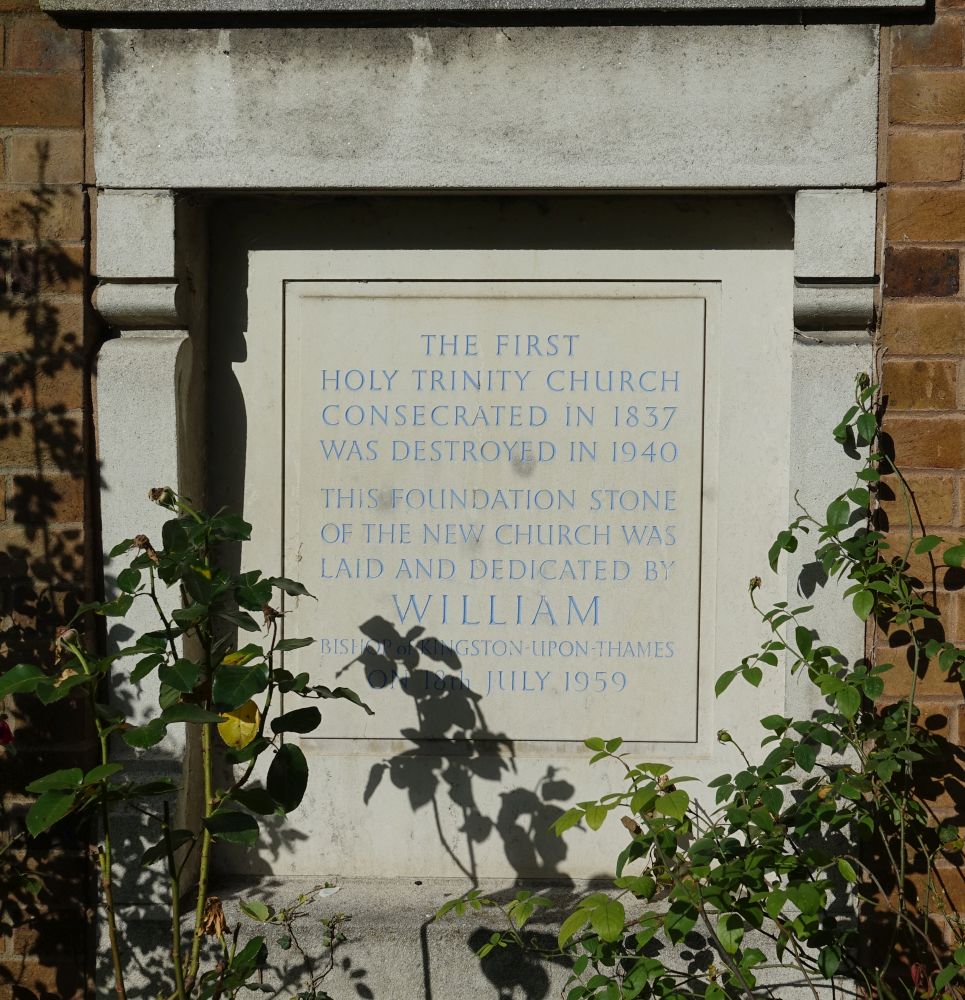 THE FIRST
HOLY TRINITY CHURCH
CONSECRATED IN 1837
WAS DESTROYED IN 1940
THIS FOUNDATION STONE
OF THE NEW CHURCH WAS
LAID AND DEDICATED BY
WILLIAM
BISHOP of KINGSTON-UPON-THAMES
ON 18th JULY 1959